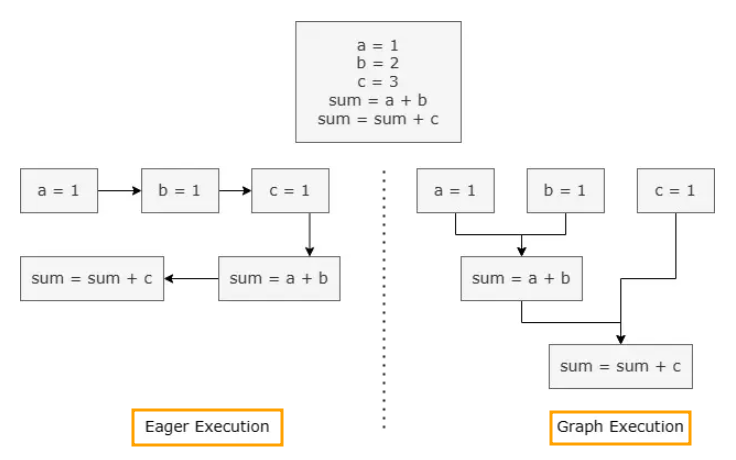 a = 1
b = 2
c = 3
sum = a + b
sum = sum + c
a = 1
b = 1
c = 1
sum = sum + c
sum = a + b
Eager Execution
a = 1
b = 1
c = 1
sum = a + b
sum = sum + c
Graph Execution